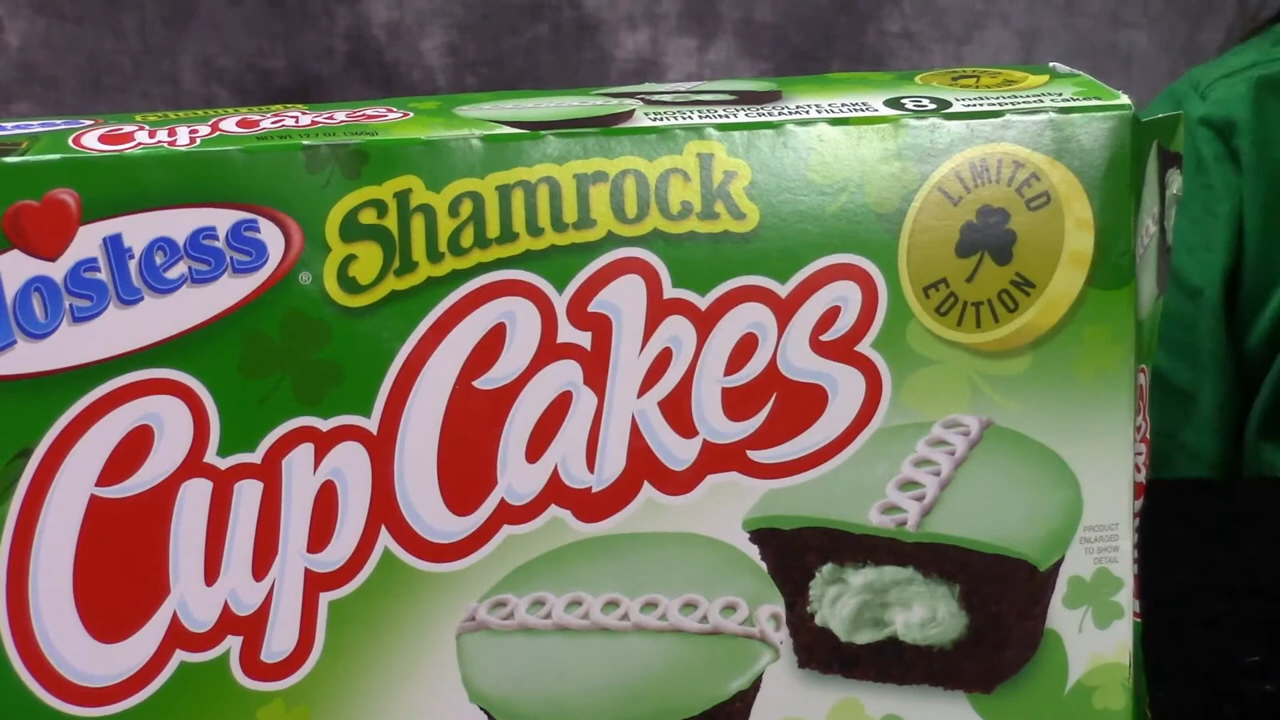 Shamrock
CupCakes
NET WT. 12.7 OZ. (360g)
FROSTED CHOCOLATE CAKE
WITH MINT CREAMY FILLING
8 individually
wrapped cakes
Hostess®
Shamrock
CupCakes
LIMITED
EDITION
PRODUCT
ENLARGED
TO SHOW
DETAIL